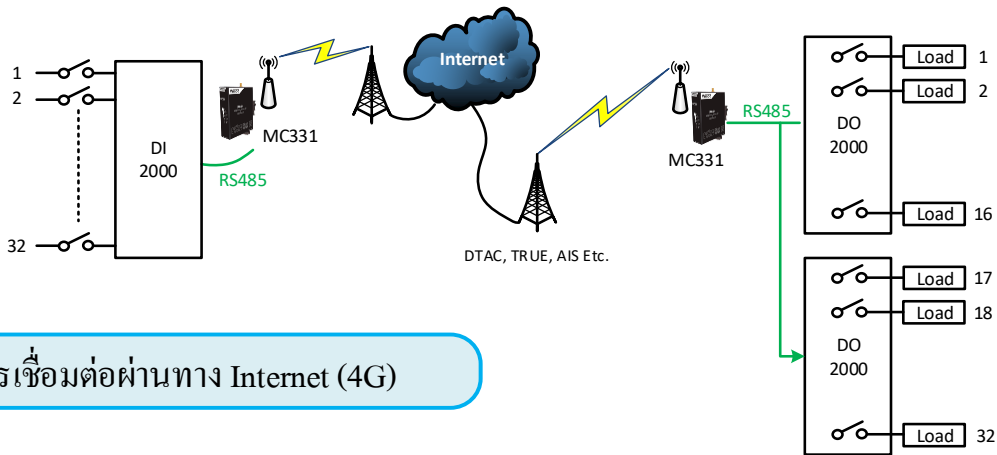 1
2
32
DI
2000
RS485
MC331
Internet
DTAC, TRUE, AIS Etc.
MC331
RS485
DO
2000
Load 1
Load 2
Load 16
DO
2000
Load 17
Load 18
Load 32
รเชื่อมต่อผ่านทาง Internet (4G)